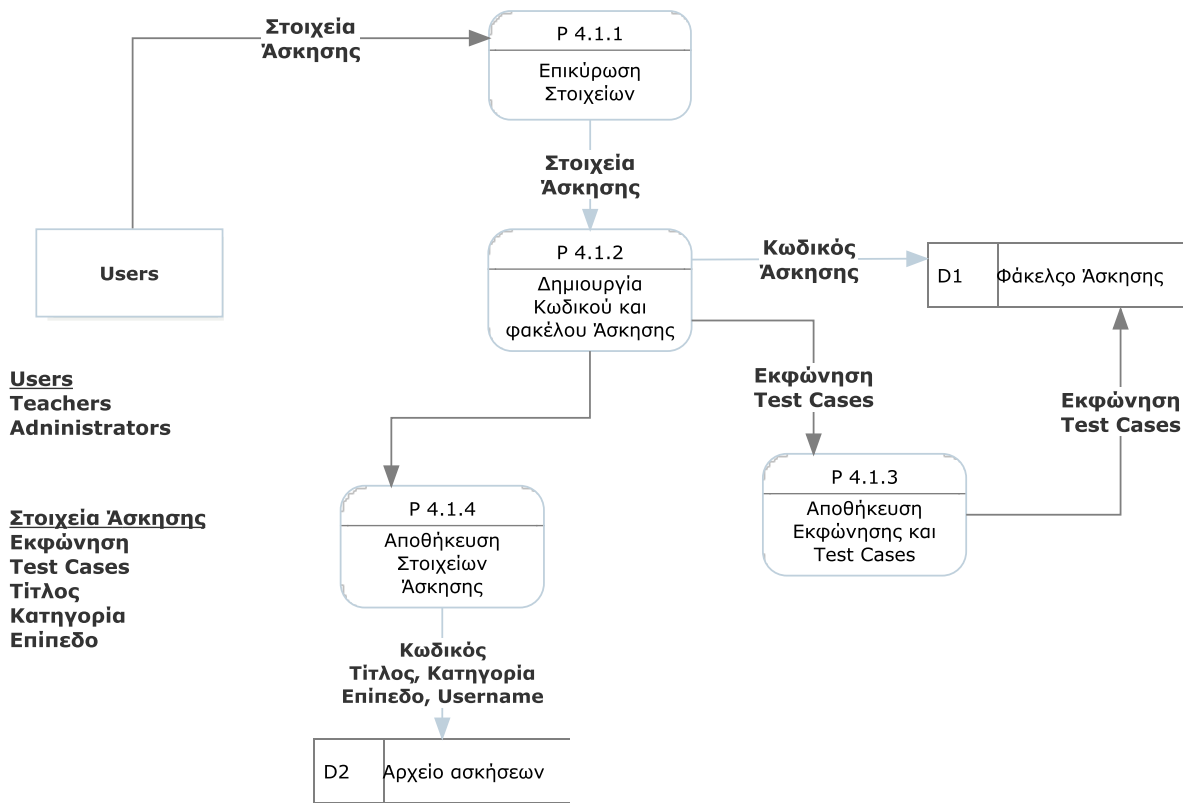 Στοιχεία
Άσκησης
P 4.1.1
Επικύρωση
Στοιχείων
Στοιχεία
Άσκησης
Users
P 4.1.2
Δημιουργία
Κωδικού και
φακέλου Άσκησης
Κωδικός
Άσκησης
D1
Φάκελςο Άσκησης
Εκφώνηση
Test Cases
Εκφώνηση
Test Cases
Users
Teachers
Adninistrators
P 4.1.3
Αποθήκευση
Εκφώνησης και
Test Cases
P 4.1.4
Αποθήκευση
Στοιχείων
Άσκησης
Στοιχεία Άσκησης
Εκφώνηση
Test Cases
Τίτλος
Κατηγορία
Επίπεδο
Κωδικός
Τίτλος, Κατηγορία
Επίπεδο, Username
D2
Αρχείο ασκήσεων